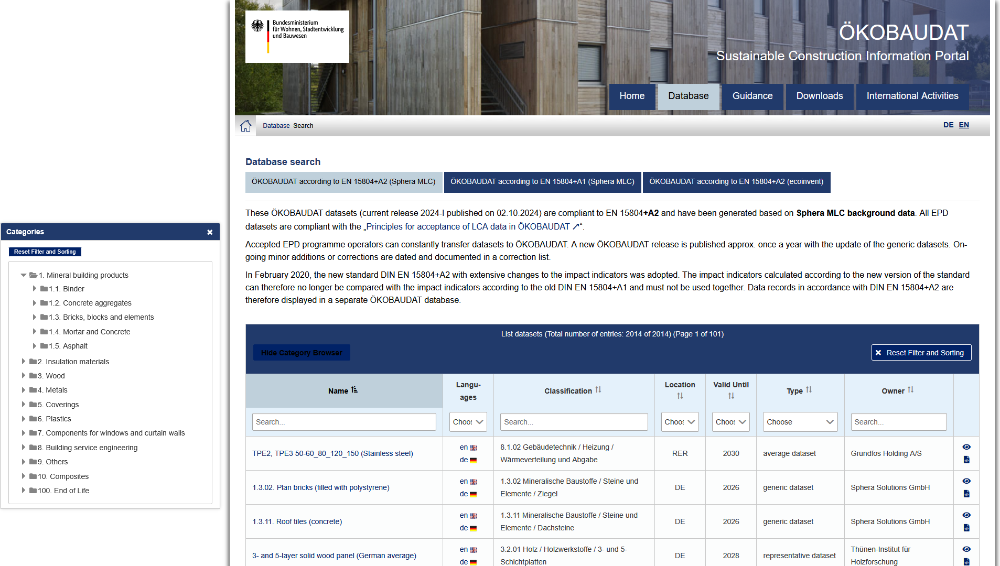 Bundesministerium
für Wohnen, Stadtentwicklung
und Bauwesen
ÖKOBAUDAT
Sustainable Construction Information Portal
Home
Database
Guidance
Downloads
International Activities
Database Search
DE EN
Database search
ÖKOBAUDAT according to EN 15804+A2 (Sphera MLC)
ÖKOBAUDAT according to EN 15804+A1 (Sphera MLC)
ÖKOBAUDAT according to EN 15804+A2 (ecoinvent)
These ÖKOBAUDAT datasets (current release 2024-I published on 02.10.2024) are compliant to EN 15804+A2 and have been generated based on Sphera MLC background data. All EPD
datasets are compliant with the „Principles for acceptance of LCA data in ÖKOBAUDAT ↗“.
Accepted EPD programme operators can constantly transfer datasets to ÖKOBAUDAT. A new ÖKOBAUDAT release is published approx. once a year with the update of the generic datasets. On-
going minor additions or corrections are dated and documented in a correction list.
In February 2020, the new standard DIN EN 15804+A2 with extensive changes to the impact indicators was adopted. The impact indicators calculated according to the new version of the standard
can therefore no longer be compared with the impact indicators according to the old DIN EN 15804+A1 and must not be used together. Data records in accordance with DIN EN 15804+A2 are
therefore displayed in a separate ÖKOBAUDAT database.
Categories
Reset Filter and Sorting
1. Mineral building products
1.1. Binder
1.2. Concrete aggregates
1.3. Bricks, blocks and elements
1.4. Mortar and Concrete
1.5. Asphalt
2. Insulation materials
3. Wood
4. Metals
5. Coverings
6. Plastics
7. Components for windows and curtain walls
8. Building service engineering
9. Others
10. Composites
100. End of Life
List datasets (Total number of entries: 2014 of 2014) (Page 1 of 101)
Hide Category Browser
Reset Filter and Sorting
Name
Langu-
ages
Classification
Location
Valid Until
Type
Owner
Search...
Choos
Search...
Choos
Choos
Choose
Search...
TPE2, TPE3 50-60_80_120_150 (Stainless steel)
en
de
8.1.02 Gebäudetechnik / Heizung /
Wärmeverteilung und Abgabe
RER
2030
average dataset
Grundfos Holding A/S
1.3.02. Plan bricks (filled with polystyrene)
en
de
1.3.02 Mineralische Baustoffe / Steine und
Elemente / Ziegel
DE
2026
generic dataset
Sphera Solutions GmbH
1.3.11. Roof tiles (concrete)
en
de
1.3.11 Mineralische Baustoffe / Steine und
Elemente / Dachsteine
DE
2026
generic dataset
Sphera Solutions GmbH
3- and 5-layer solid wood panel (German average)
en
de
3.2.01 Holz / Holzwerkstoffe / 3- und 5-
Schichtplatten
DE
2028
representative dataset
Thünen-Institut für
Holzforschung